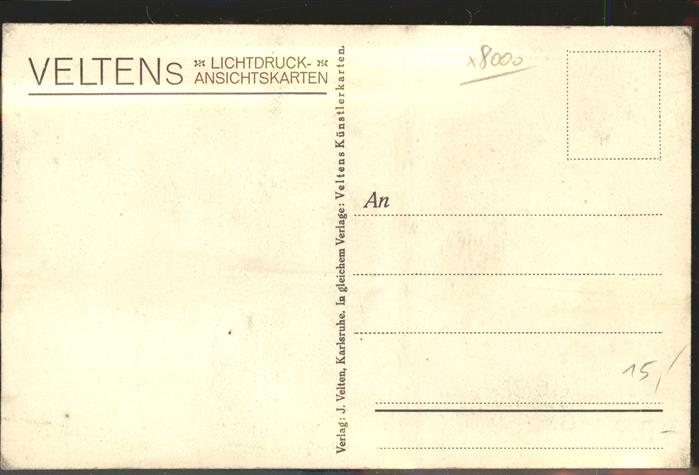 VELTENS LICHTDRUCK-
ANSICHTSKARTEN
Verlag: J. Velten, Karlsruhe. In gleichem Verlage: Veltens Künstlerkarten.
x8000
An
15,/